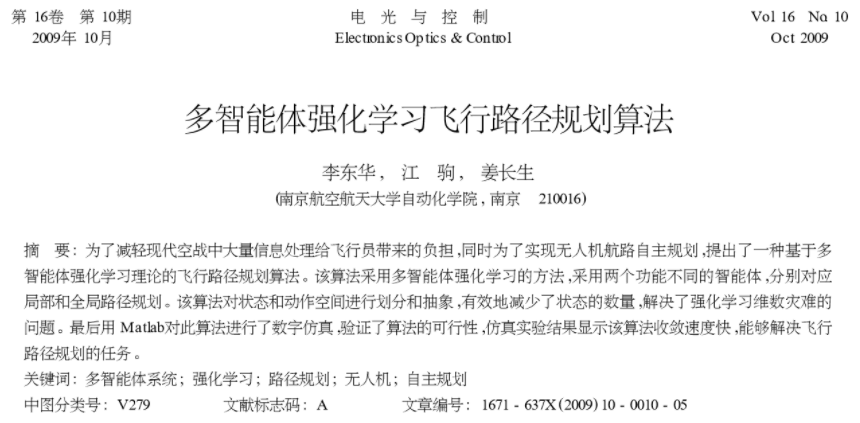 第 16卷 第 10期 电 光 与 控 制 Vol 16 No 10
2009年 10月 Electronics Optics & Control Oct 2009
多智能体强化学习飞行路径规划算法
李东华, 江 驹, 姜长生
(南京航空航天大学自动化学院,南京 210016)
摘 要: 为了减轻现代空战中大量信息处理给飞行员带来的负担,同时为了实现无人机航路自主规划,提出了一种基于多
智能体强化学习理论的飞行路径规划算法。该算法采用多智能体强化学习的方法,采用两个功能不同的智能体,分别对应
局部和全局路径规划。该算法对状态和动作空间进行划分和抽象,有效地减少了状态的数量,解决了强化学习维数灾难的
问题。最后用 Matlab对此算法进行了数字仿真,验证了算法的可行性,仿真实验结果显示该算法收敛速度快,能够解决飞行
路径规划的任务。
关键词: 多智能体系统; 强化学习; 路径规划; 无人机; 自主规划
中图分类号: V279 文献标志码: A 文章编号: 1671 - 637X(2009)10 - 0010 - 05